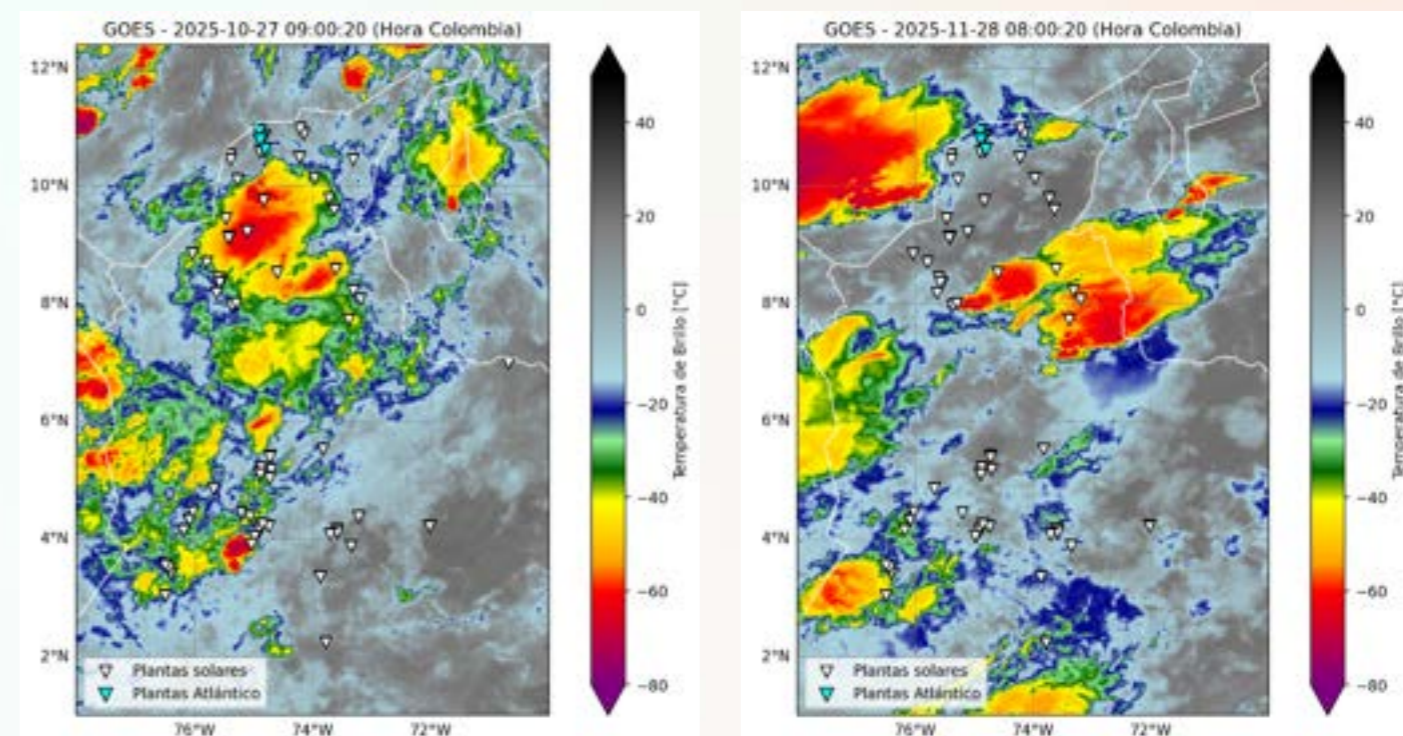 GOES - 2025-10-27 09:00:20 (Hora Colombia)
12°N
10°N
8°N
6°N
4°N
2°N
76°W
74°W
72°W
Plantas solares
Plantas Atlántico
40
20
0
−20
−40
−60
−80
Temperatura de Brillo [°C]
GOES - 2025-11-28 08:00:20 (Hora Colombia)
12°N
10°N
8°N
6°N
4°N
2°N
76°W
74°W
72°W
Plantas solares
Plantas Atlántico
40
20
0
−20
−40
−60
−80
Temperatura de Brillo [°C]